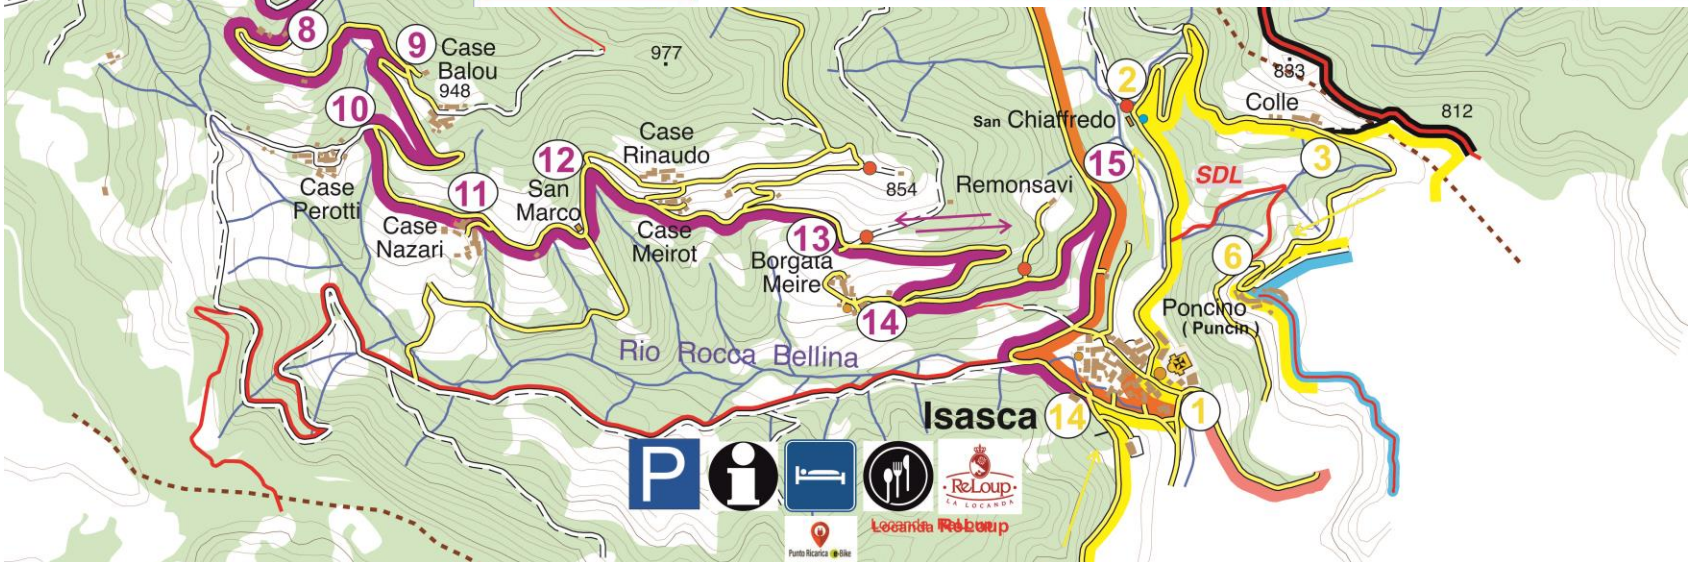 8
9
Case
Balou
948
977
10
Case
Perotti
11
Case
Nazari
12
San
Marco
Case
Rinaudo
Case
Meirot
854
13
Borgata
Meire
14
Remonsavi
15
San Chiaffredo
2
883
Colle
812
3
SDL
6
Poncino
( Puncin )
Rio Rocca Bellina
Isasca
14
1
P
i
ReLoup
LA LOCANDA
Locanda ReLoup
Punto Ricarica e-Bike